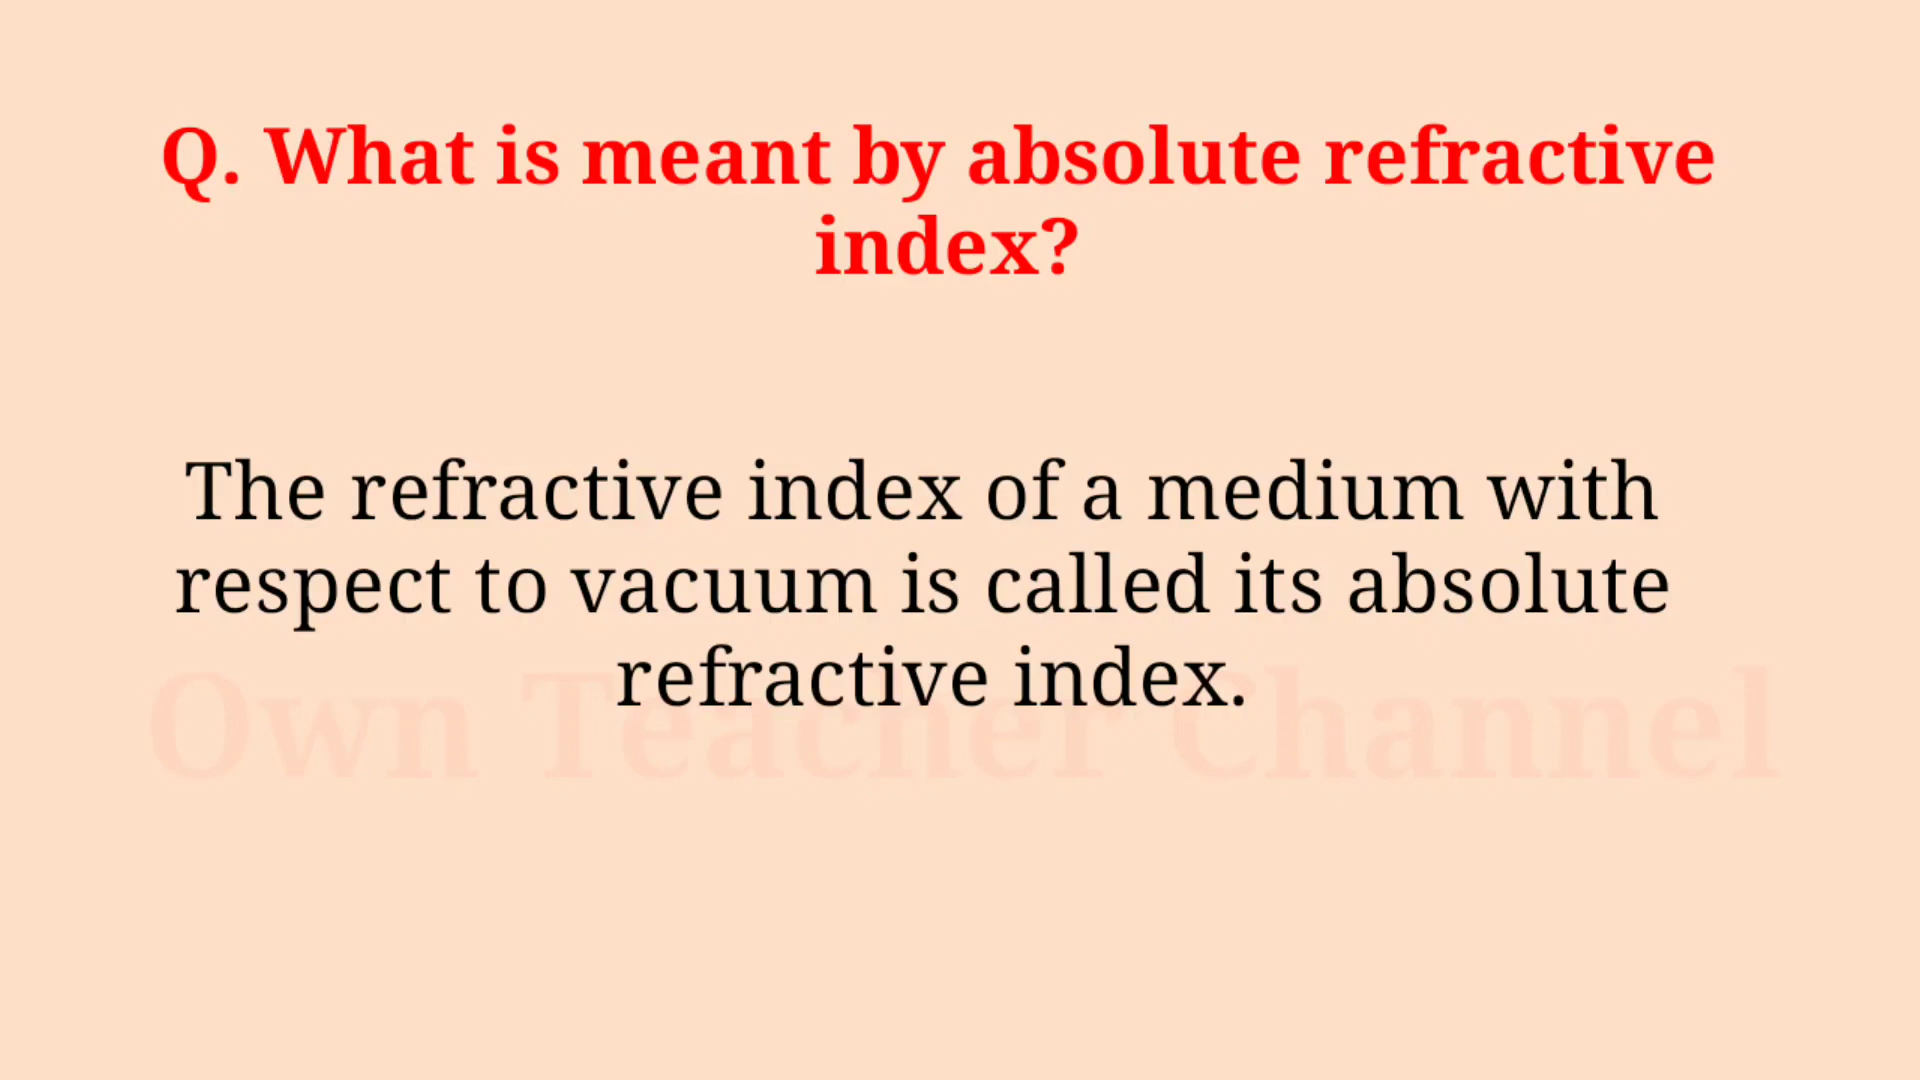 Q. What is meant by absolute refractive
index?
The refractive index of a medium with
respect to vacuum is called its absolute
refractive index.
Own Teacher Channel